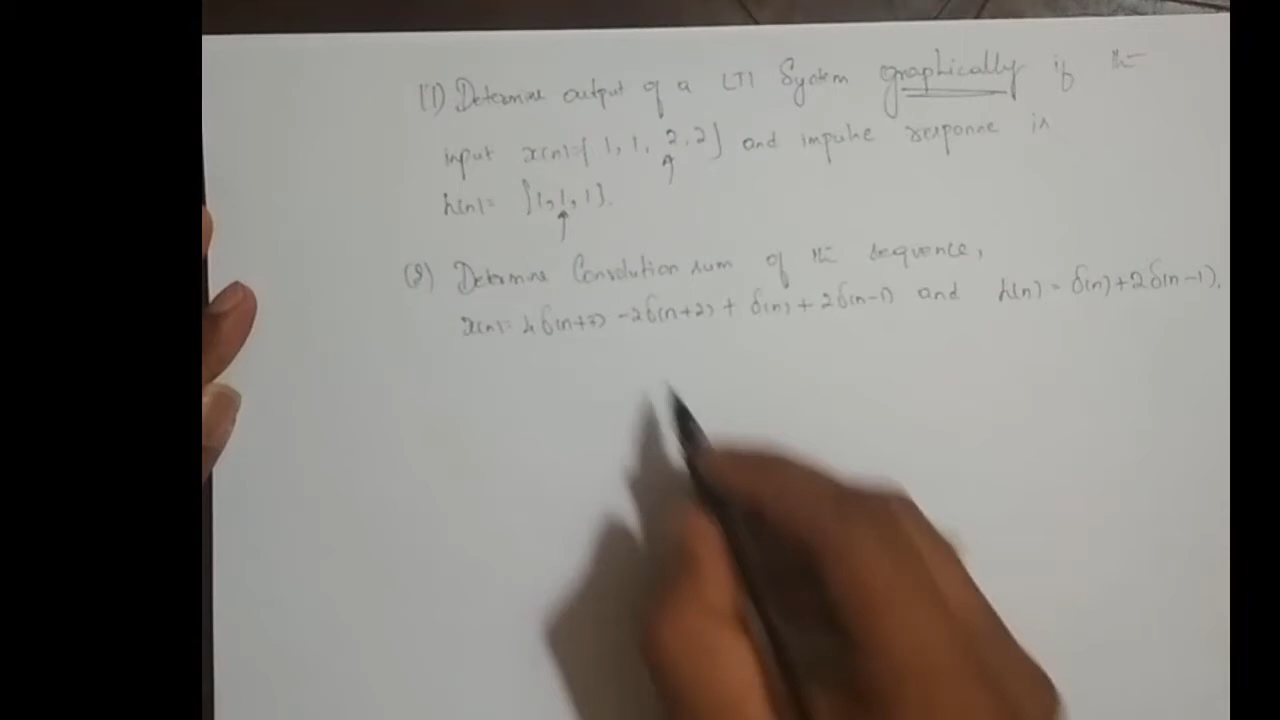 (1) Determine output of a LTI System graphically if the
input x(n)={ 1, 1, 2, 2} and impulse response is
h(n)= {1, 1, 1}.
(2) Determine Convolution sum of the sequence,
x(n)= δ(n+3) -2δ(n+2) + δ(n) + 2δ(n-1) and h(n) = δ(n)+2δ(n-1).